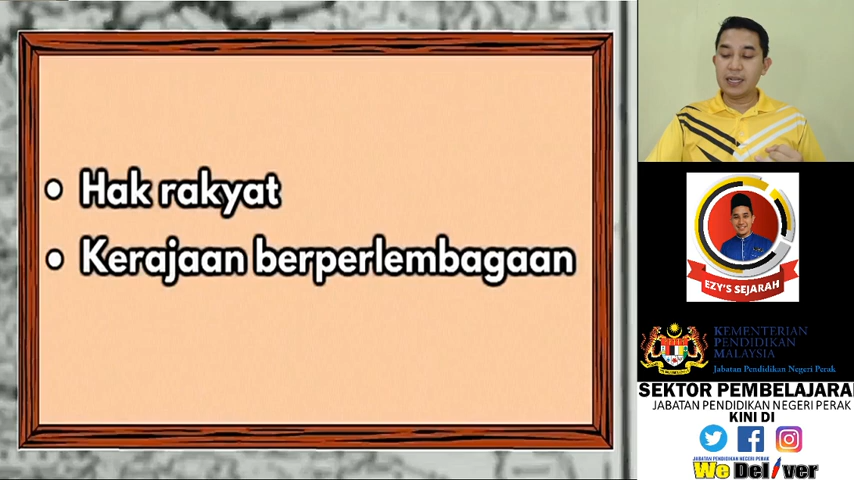 • Hak rakyat
• Kerajaan berperlembagaan
EZY'S SEJARAH
KEMENTERIAN
PENDIDIKAN
MALAYSIA
Jabatan Pendidikan Negeri Perak
SEKTOR PEMBELAJARA
JABATAN PENDIDIKAN NEGERI PERAK
KINI DI
JABATAN PENDIDIKAN NEGERI PERAK
We Deliver